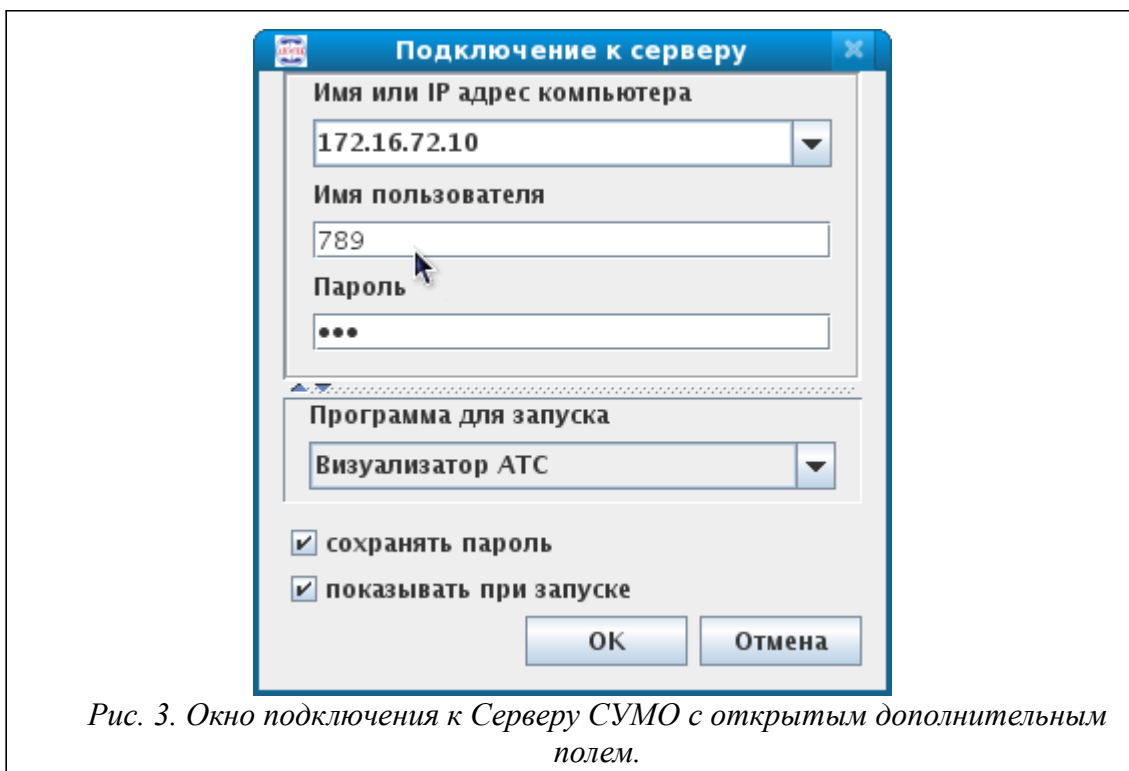 Подключение к серверу
Имя или IP адрес компьютера
172.16.72.10
Имя пользователя
789
Пароль
•••
Программа для запуска
Визуализатор АТС
сохранять пароль
показывать при запуске
OK
Отмена
Рис. 3. Окно подключения к Серверу СУМО с открытым дополнительным
полем.